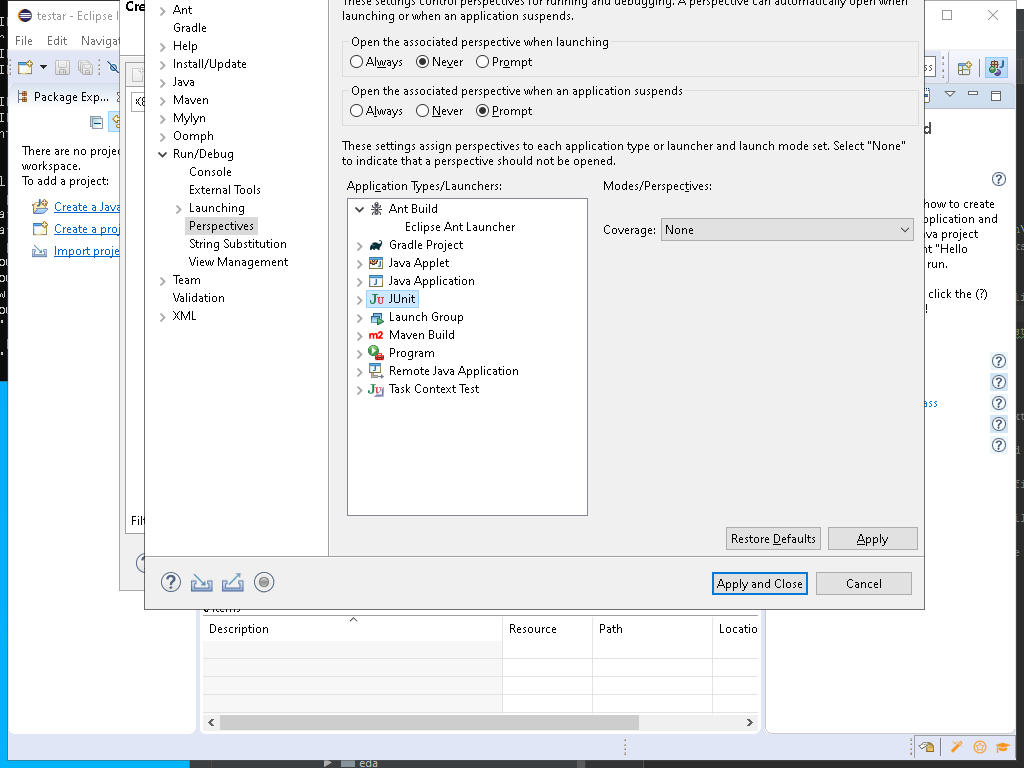 testar - Eclipse I
Cre
File Edit Navigat
Package Exp...
There are no projec
workspace.
To add a project:
Create a Java
Create a proj
Import proje
Ant
Gradle
Help
Install/Update
Java
Maven
Mylyn
Oomph
Run/Debug
Console
External Tools
Launching
Perspectives
String Substitution
View Management
Team
Validation
XML
These settings control perspectives for running and debugging. A perspective can automatically open when
launching or when an application suspends.
Open the associated perspective when launching
Always Never Prompt
Open the associated perspective when an application suspends
Always Never Prompt
These settings assign perspectives to each application type or launcher and launch mode set. Select "None"
to indicate that a perspective should not be opened.
Application Types/Launchers:
Modes/Perspectives:
Ant Build
Eclipse Ant Launcher
Gradle Project
Java Applet
Java Application
JUnit
Launch Group
Maven Build
Program
Remote Java Application
Task Context Test
Coverage: None
Restore Defaults Apply
Apply and Close Cancel
how to create
pplication and
va project
nt "Hello
run.
click the (?)
!
ass
Filt
0 items
Description Resource Path Locatio
eda